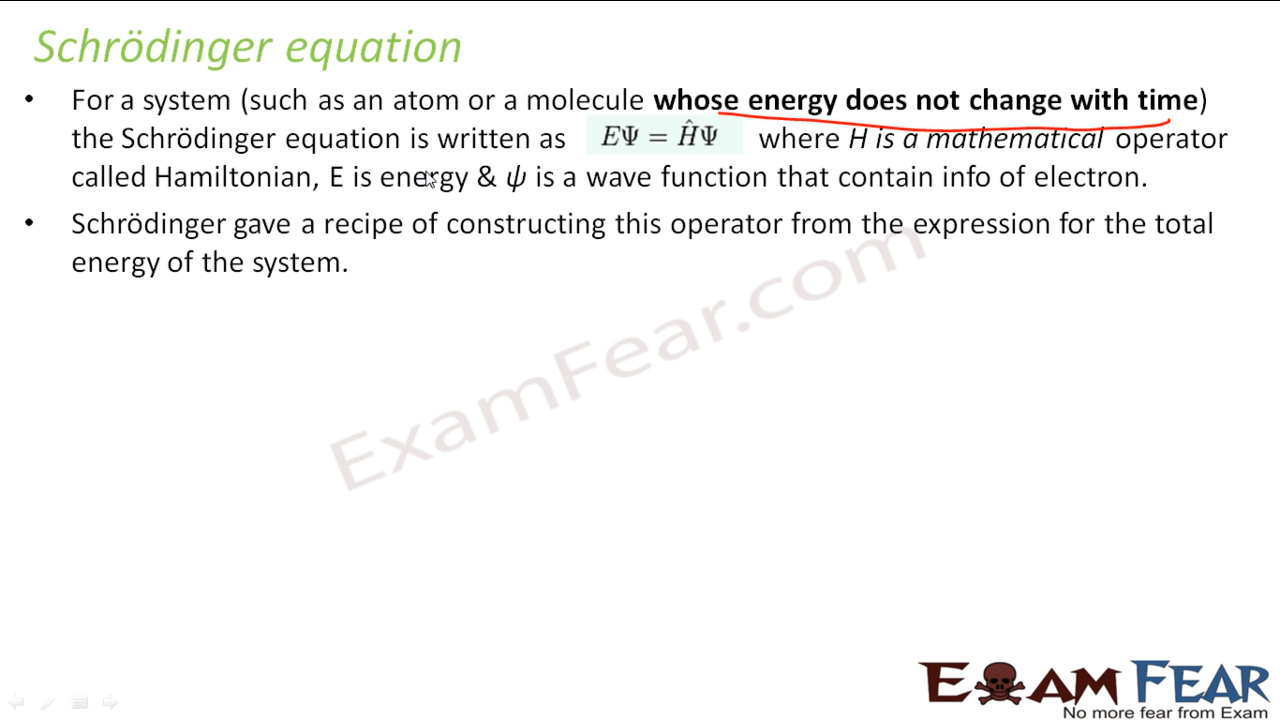 Schrödinger equation
• For a system (such as an atom or a molecule whose energy does not change with time)
the Schrödinger equation is written as EΨ = ĤΨ where H is a mathematical operator
called Hamiltonian, E is energy & ψ is a wave function that contain info of electron.
• Schrödinger gave a recipe of constructing this operator from the expression for the total
energy of the system.
ExamFear.com
EXAM FEAR
No more fear from Exam